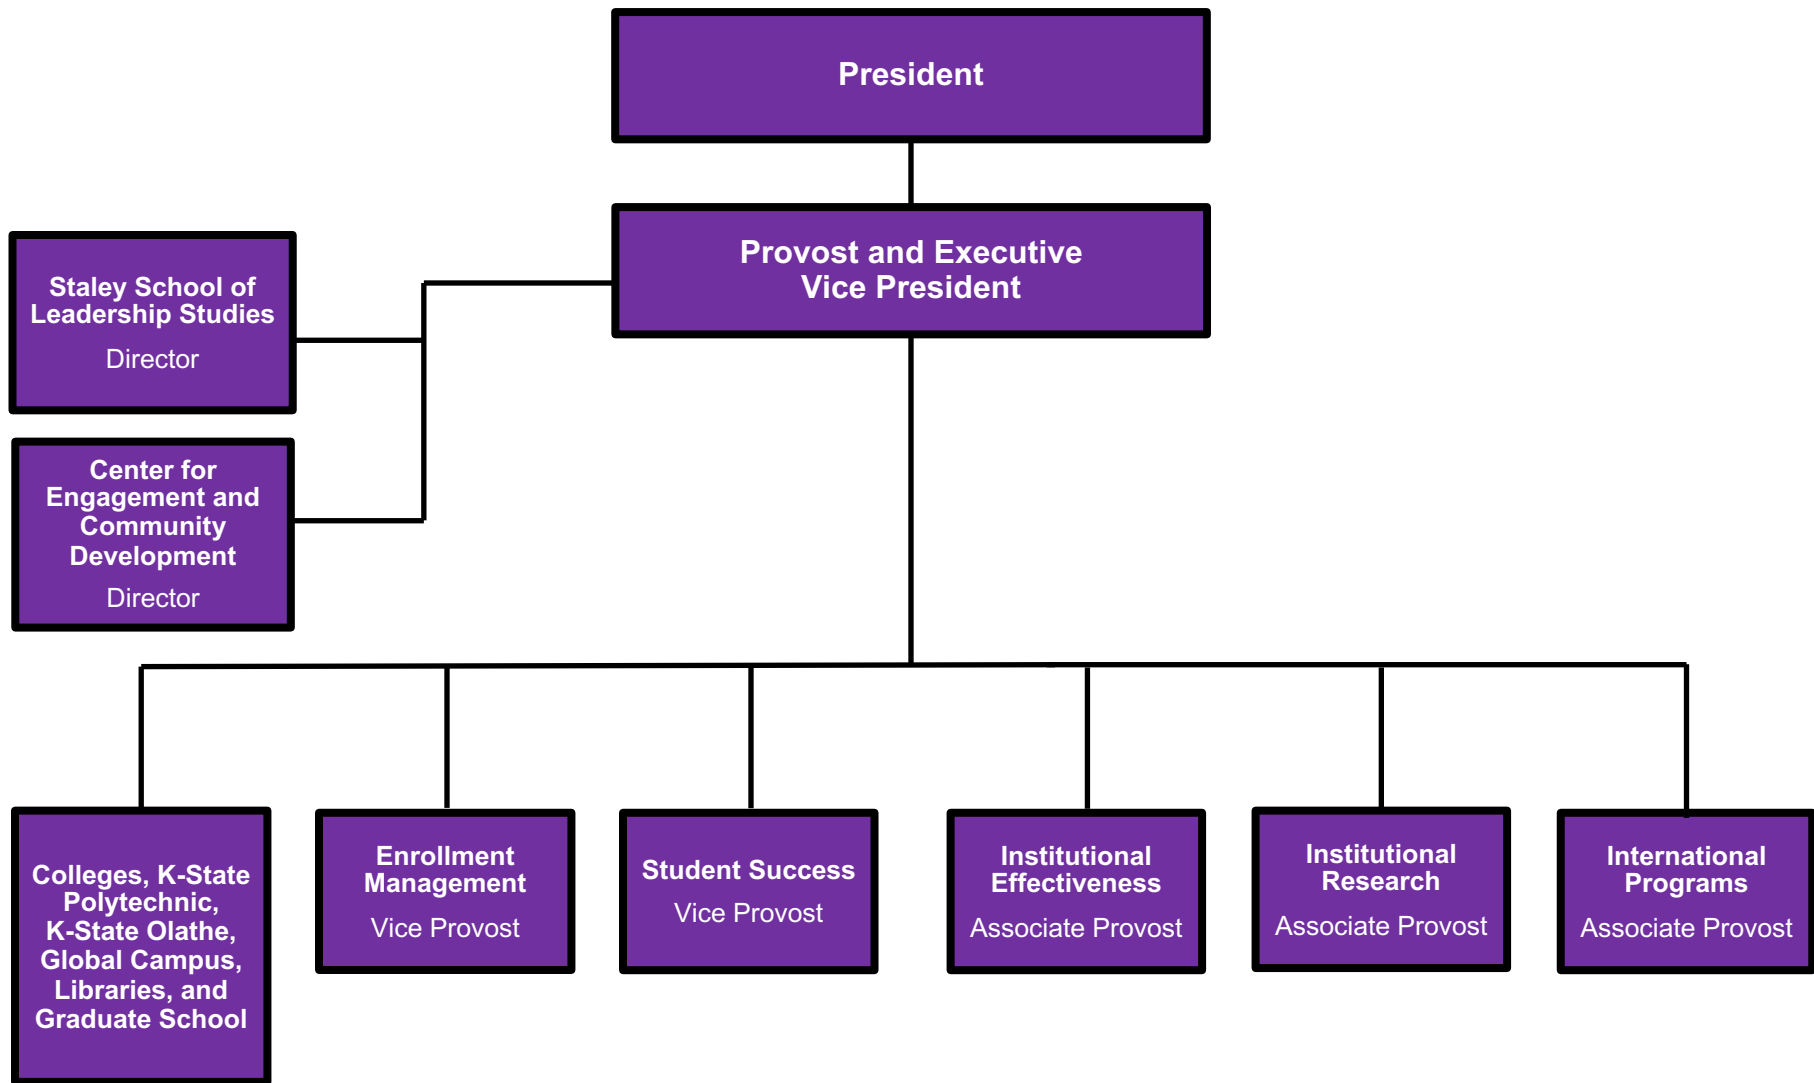 President
Provost and Executive
Vice President
Staley School of
Leadership Studies
Director
Center for
Engagement and
Community
Development
Director
Colleges, K-State
Polytechnic,
K-State Olathe,
Global Campus,
Libraries, and
Graduate School
Enrollment
Management
Vice Provost
Student Success
Vice Provost
Institutional
Effectiveness
Associate Provost
Institutional
Research
Associate Provost
International
Programs
Associate Provost